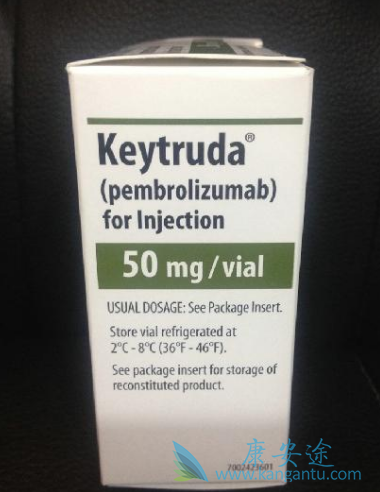 Keytruda®
(pembrolizumab)
for Injection
50 mg/vial
USUAL DOSAGE: See Package Insert.
Store vial refrigerated at
2°C - 8°C (36°F - 46°F).
See package insert for storage of
reconstituted product.
康安途
www.kangantu.com